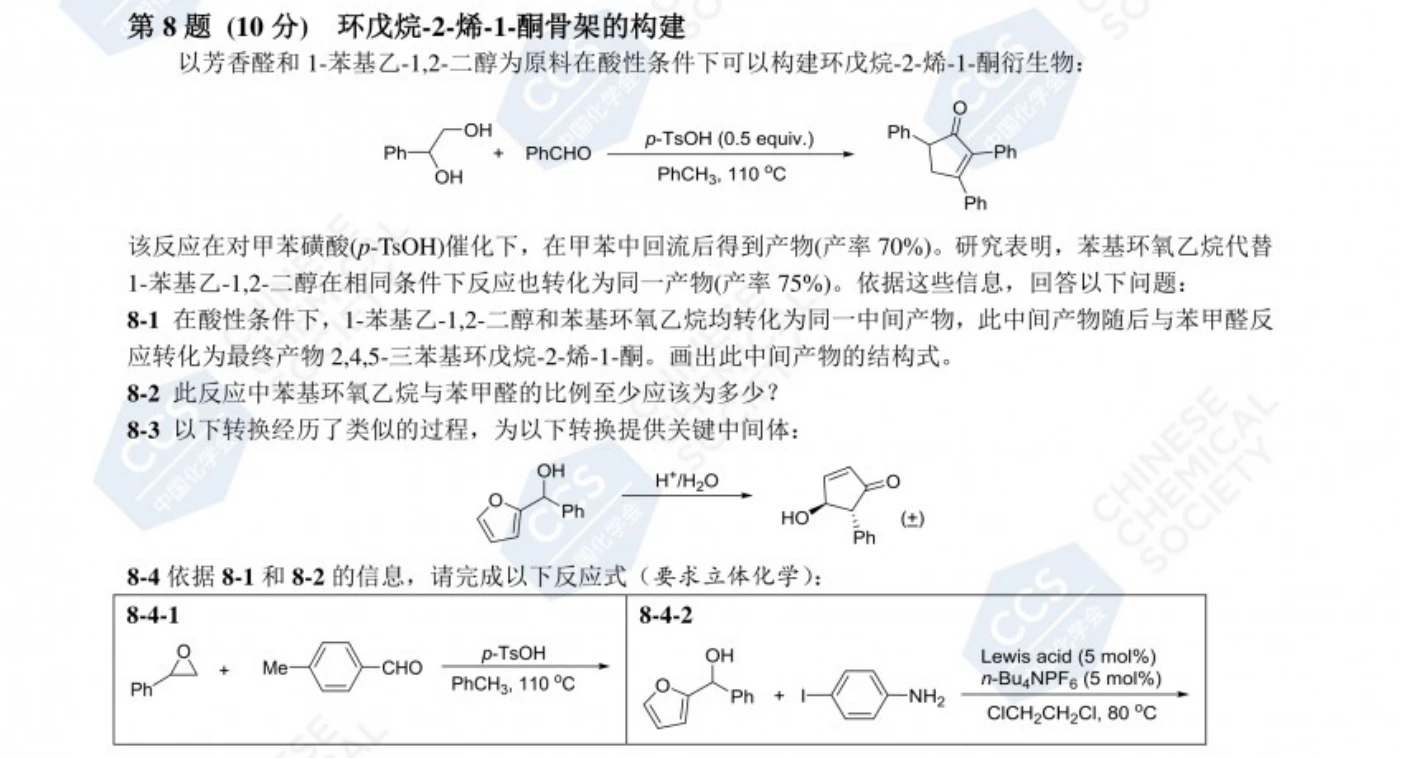 第 8 题 (10 分) 环戊烷-2-烯-1-酮骨架的构建
以芳香醛和 1-苯基乙-1,2-二醇为原料在酸性条件下可以构建环戊烷-2-烯-1-酮衍生物：
Ph
OH
OH
+
PhCHO
p-TsOH (0.5 equiv.)
PhCH3, 110 ºC
O
Ph
Ph
Ph
该反应在对甲苯磺酸(p-TsOH)催化下，在甲苯中回流后得到产物(产率 70%)。研究表明，苯基环氧乙烷代替
1-苯基乙-1,2-二醇在相同条件下反应也转化为同一产物(产率 75%)。依据这些信息，回答以下问题：
8-1 在酸性条件下，1-苯基乙-1,2-二醇和苯基环氧乙烷均转化为同一中间产物，此中间产物随后与苯甲醛反
应转化为最终产物 2,4,5-三苯基环戊烷-2-烯-1-酮。画出此中间产物的结构式。
8-2 此反应中苯基环氧乙烷与苯甲醛的比例至少应该为多少？
8-3 以下转换经历了类似的过程，为以下转换提供关键中间体：
O
OH
Ph
H+/H2O
HO
O
Ph
(±)
8-4 依据 8-1 和 8-2 的信息，请完成以下反应式（要求立体化学）：
8-4-1
Ph
O
+
Me
CHO
p-TsOH
PhCH3, 110 ºC
8-4-2
O
OH
Ph
+
I
NH2
Lewis acid (5 mol%)
n-Bu4NPF6 (5 mol%)
ClCH2CH2Cl, 80 ºC
CCS
中国化学会
CHINESE
CHEMICAL
SOCIETY